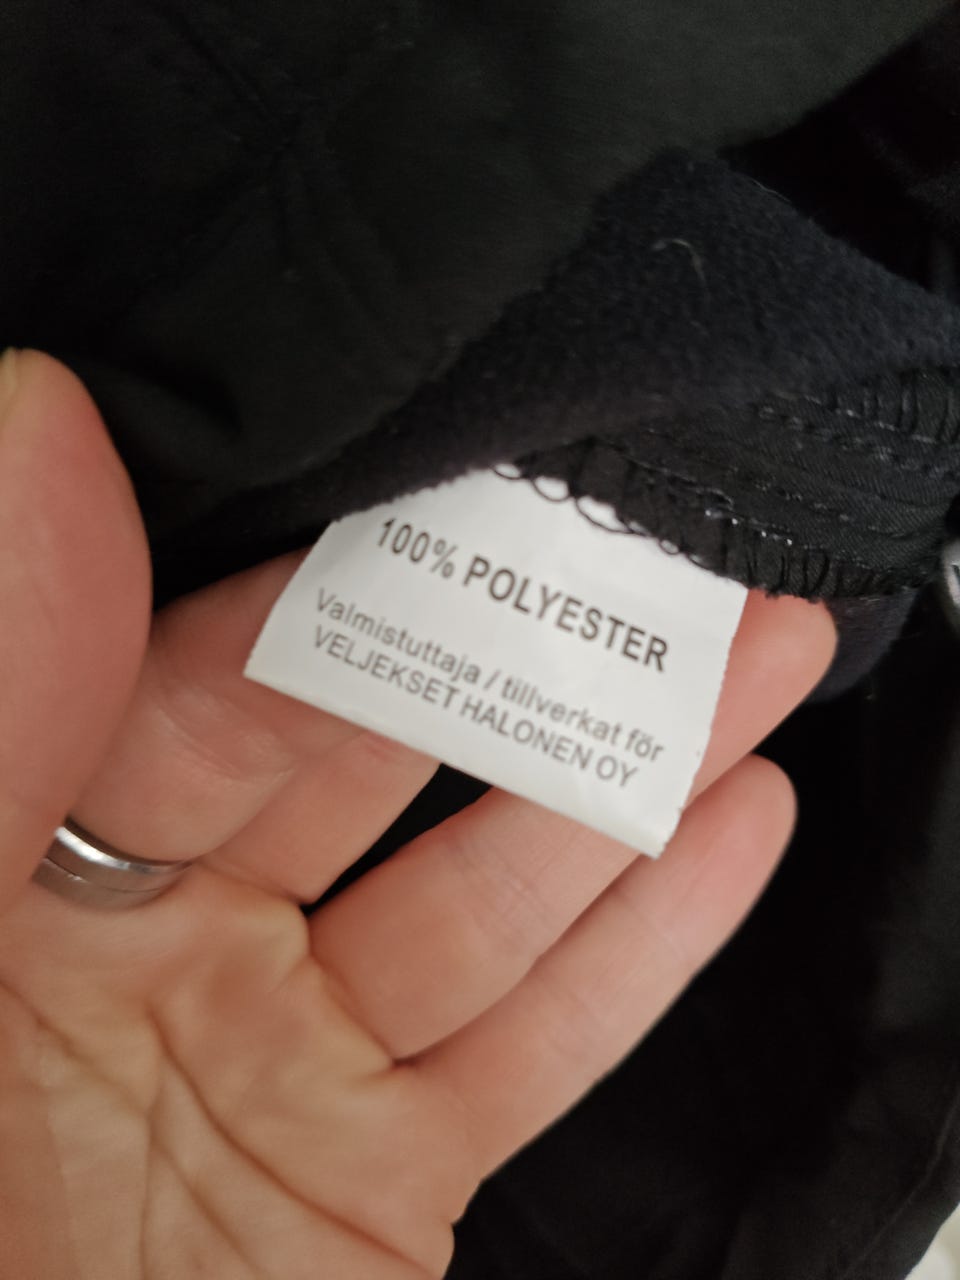 100% POLYESTER
Valmistuttaja / tillverkat för
VELJEKSET HALONEN OY